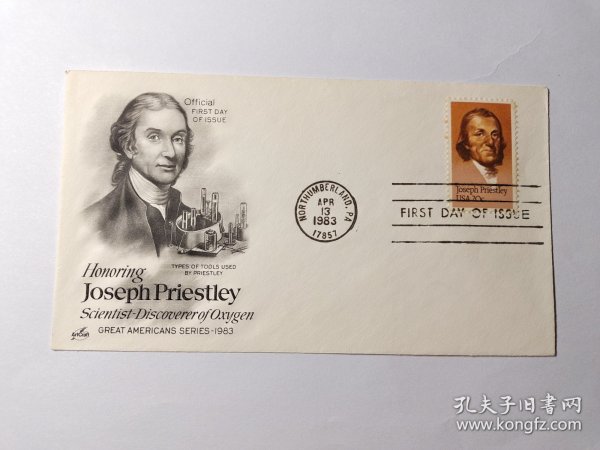 Official
FIRST DAY
OF ISSUE
TYPES OF TOOLS USED
BY PRIESTLEY
Honoring
Joseph Priestley
Scientist-Discoverer of Oxygen
GREAT AMERICANS SERIES-1983
ArtCraft
NORTHUMBERLAND, PA
APR
13
1983
17857
Joseph Priestley
USA 20c
FIRST DAY OF ISSUE
孔夫子旧书网
www.kongfz.com